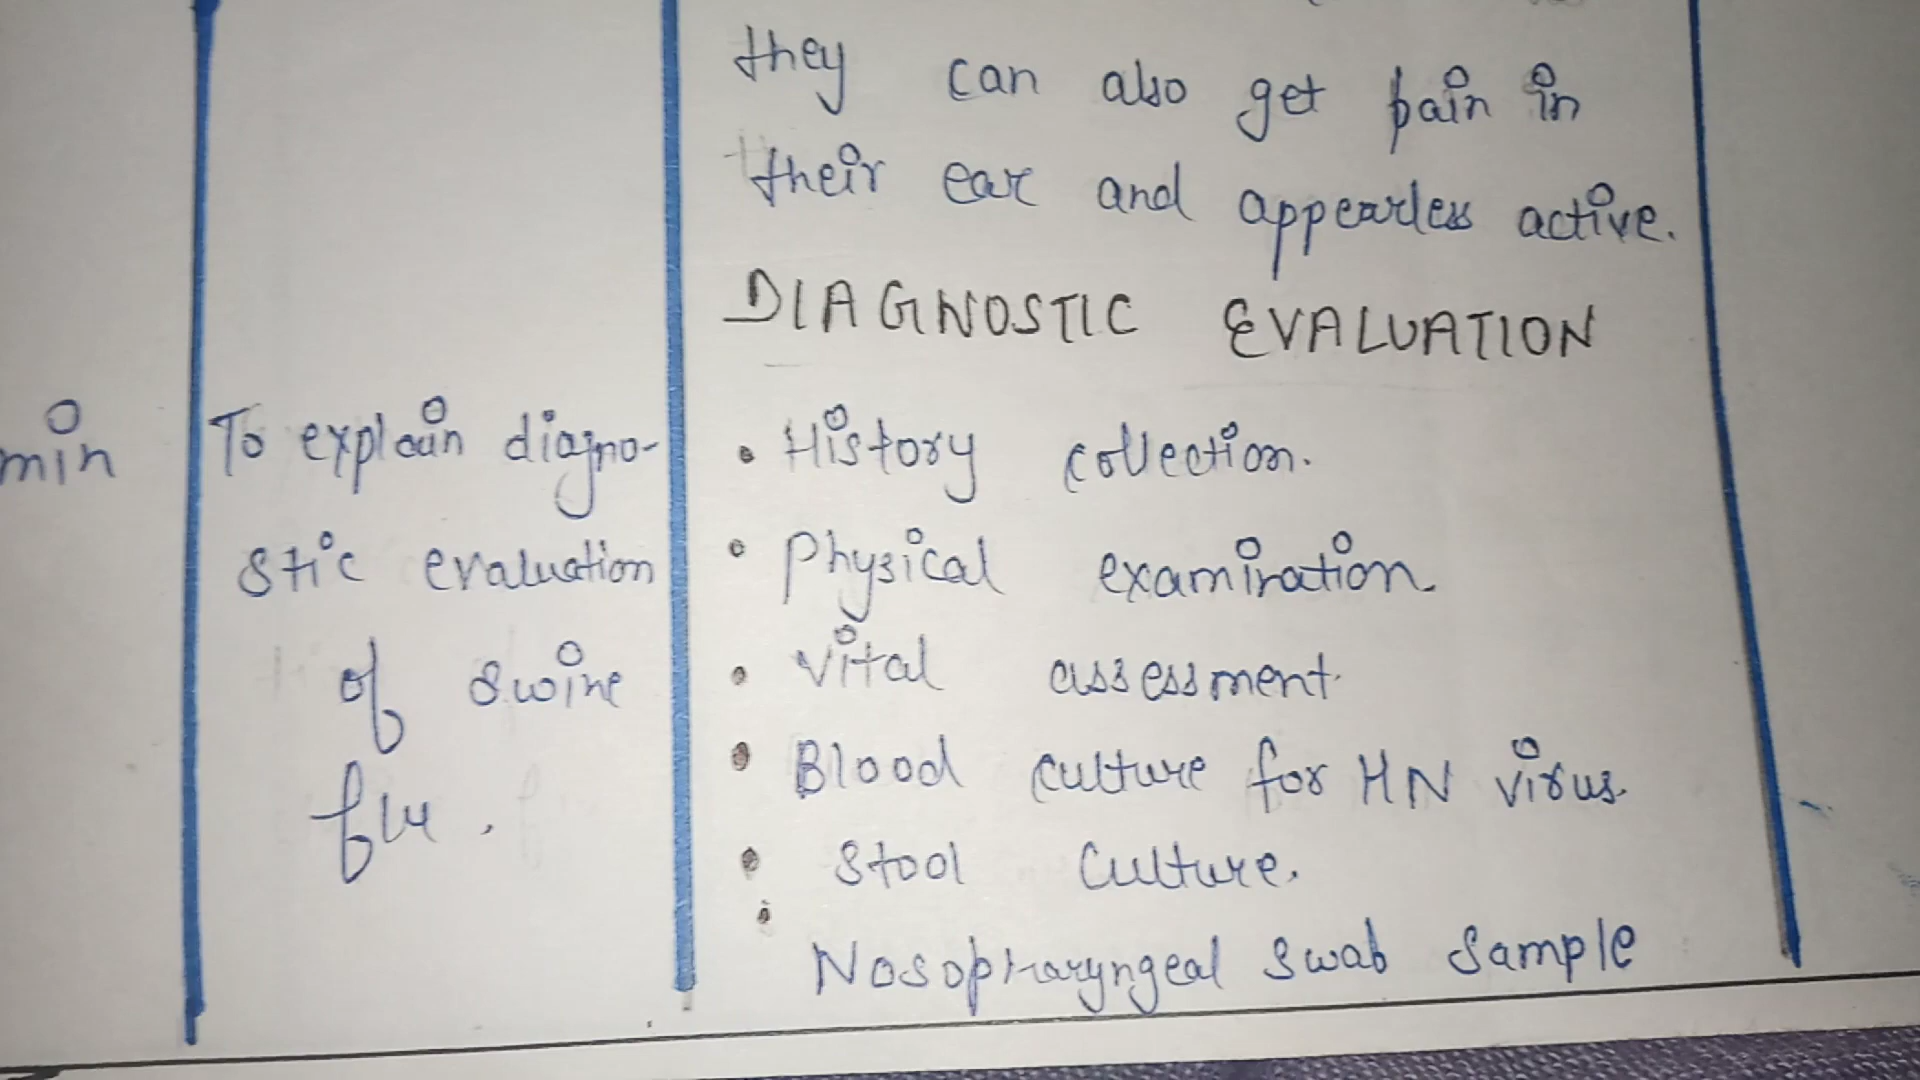 they can also get pain in
their ear and appearless active.
DIAGNOSTIC EVALUATION
min
To explain diagno-
stic evaluation
of swine
flu.
• History collection.
• Physical examination.
• Vital assessment.
• Blood culture for HN virus.
• Stool Culture.
• Nosopharyngeal swab sample